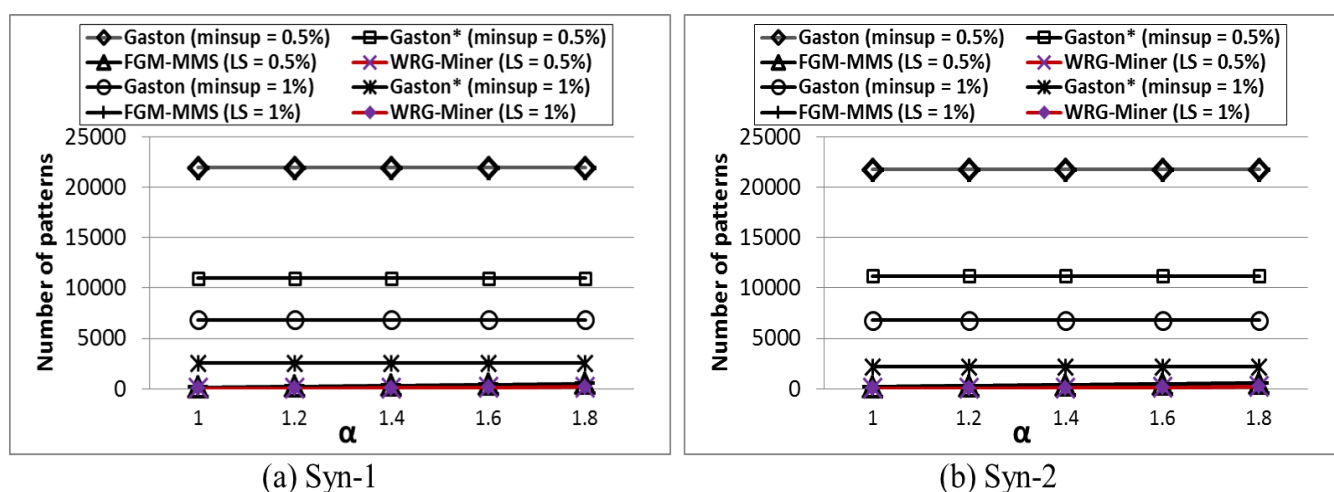 Gaston (minsup = 0.5%) Gaston* (minsup = 0.5%)
FGM-MMS (LS = 0.5%) WRG-Miner (LS = 0.5%)
Gaston (minsup = 1%) Gaston* (minsup = 1%)
FGM-MMS (LS = 1%) WRG-Miner (LS = 1%)
Number of patterns
25000
20000
15000
10000
5000
0
1 1.2 1.4 1.6 1.8
α
(a) Syn-1
Gaston (minsup = 0.5%) Gaston* (minsup = 0.5%)
FGM-MMS (LS = 0.5%) WRG-Miner (LS = 0.5%)
Gaston (minsup = 1%) Gaston* (minsup = 1%)
FGM-MMS (LS = 1%) WRG-Miner (LS = 1%)
Number of patterns
25000
20000
15000
10000
5000
0
1 1.2 1.4 1.6 1.8
α
(b) Syn-2